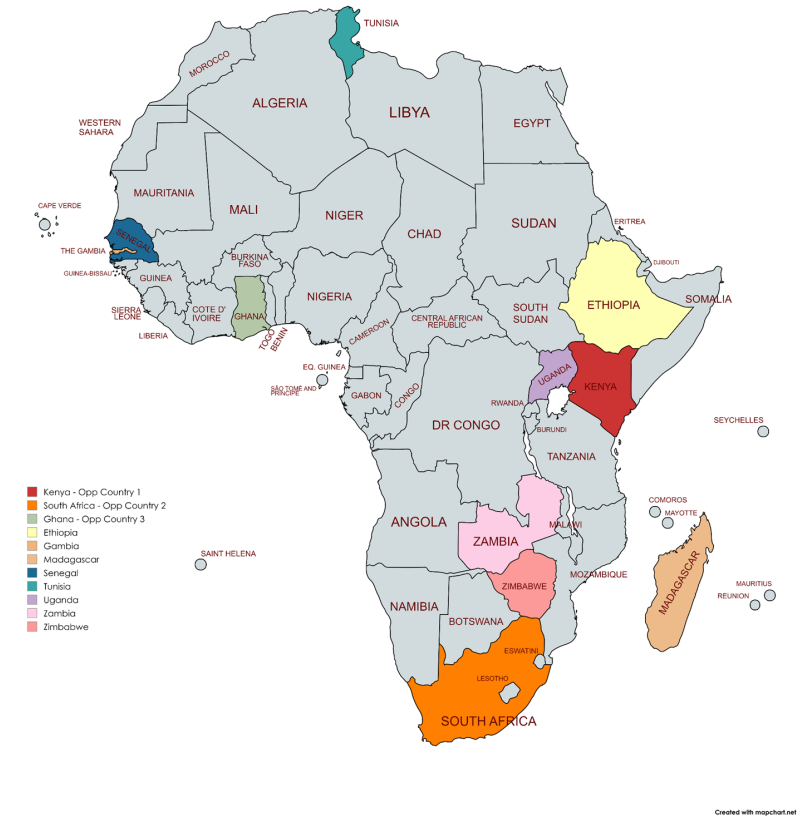 TUNISIA
MOROCCO
ALGERIA
LIBYA
EGYPT
WESTERN
SAHARA
MAURITANIA
MALI
NIGER
CHAD
SUDAN
ERITREA
CAPE VERDE
SENEGAL
THE GAMBIA
GUINEA-BISSAU
GUINEA
BURKINA
FASO
DJIBOUTI
SIERRA
LEONE
LIBERIA
COTE D'
IVOIRE
GHANA
TOGO
BENIN
NIGERIA
CAMEROON
CENTRAL AFRICAN
REPUBLIC
SOUTH
SUDAN
ETHIOPIA
SOMALIA
EQ. GUINEA
SÃO TOMÉ AND
PRINCIPE
GABON
CONGO
DR CONGO
UGANDA
KENYA
RWANDA
BURUNDI
TANZANIA
SEYCHELLES
COMOROS
MAYOTTE
ANGOLA
ZAMBIA
MALAWI
MOZAMBIQUE
MADAGASCAR
MAURITIUS
REUNION
SAINT HELENA
NAMIBIA
BOTSWANA
ZIMBABWE
ESWATINI
LESOTHO
SOUTH AFRICA
Kenya - Opp Country 1
South Africa - Opp Country 2
Ghana - Opp Country 3
Ethiopia
Gambia
Madagascar
Senegal
Tunisia
Uganda
Zambia
Zimbabwe
Created with mapchart.net